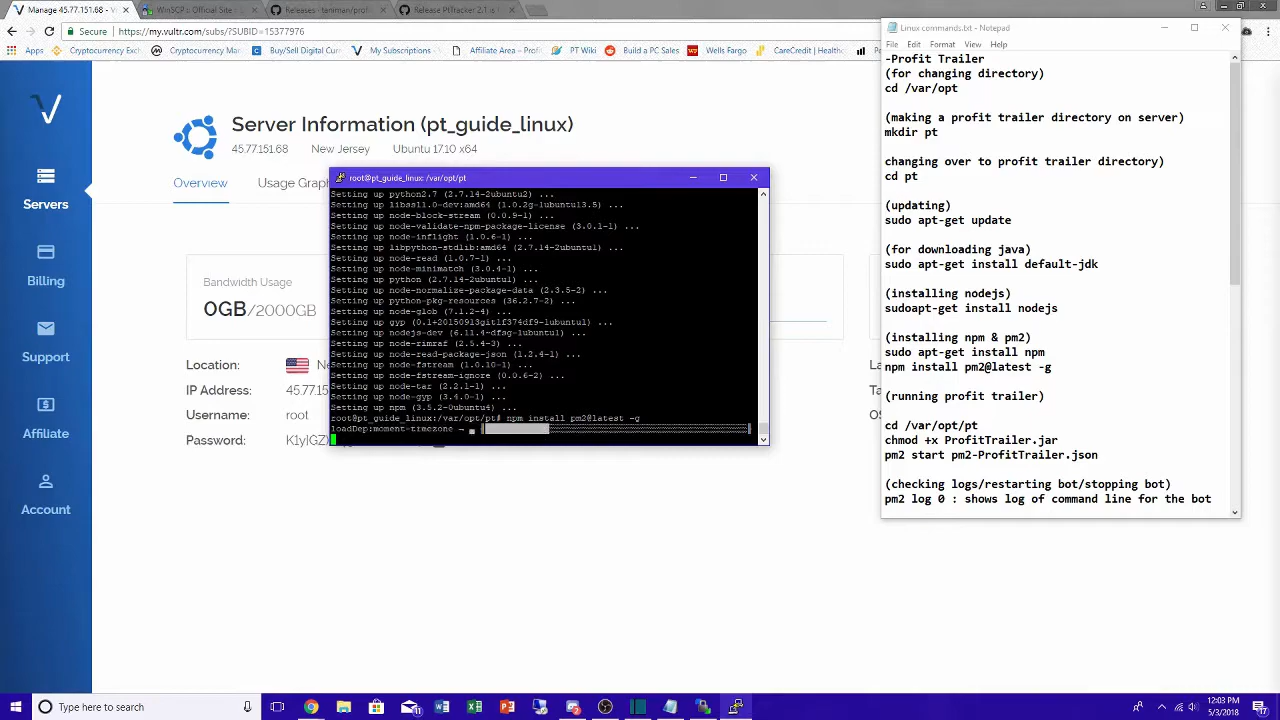 Manage 45.77.151.68 - Vu
WinSCP :: Official Site
Releases · taniman/profi
Release PtTracker 2.1
Secure
https://my.vultr.com/subs/?SUBID=15377976
Cryptocurrency Exch
Cryptocurrency
Coinbase
Cell Digital Curren
My Subscriptions
Affiliate Area – Profit
PT Wiki
Build a PC Sales
Wells Fargo
CareCredit | Healthc
Servers
Billing
Support
Affiliate
Account
Server Information (pt_guide_linux)
45.77.151.68
New Jersey
Ubuntu 17.10 x64
Overview
Usage Graph
Bandwidth Usage
0GB/2000GB
Location:
IP Address:
45.77.15
Username:
root
Password:
root@pt_guide_linux: /var/opt/pt
Setting up python2.7 (2.7.14-2ubuntu2) ...
Setting up libssl1.0-dev:amd64 (1.0.2g-1ubuntu13.5) ...
Setting up node-block-stream (0.0.9-1) ...
Setting up node-validate-npm-package-license (3.0.1-1) ...
Setting up node-inflight (1.0.6-1) ...
Setting up libpython-stdlib:amd64 (2.7.14-2ubuntu1) ...
Setting up node-read (1.0.7-1) ...
Setting up node-minimatch (3.0.4-1) ...
Setting up python (2.7.14-2ubuntu1) ...
Setting up node-normalize-package-data (2.3.5-2) ...
Setting up python-pkg-resources (36.2.7-2) ...
Setting up node-glob (7.1.2-4) ...
Setting up gyp (0.1+20150913git1f374df9-1ubuntu1) ...
Setting up nodejs-dev (6.11.4~dfsg-1ubuntu1) ...
Setting up node-rimraf (2.5.4-3) ...
Setting up node-read-package-json (1.2.4-1) ...
Setting up node-fstream (1.0.10-1) ...
Setting up node-fstream-ignore (0.0.6-2) ...
Setting up node-tar (2.2.1-1) ...
Setting up node-gyp (3.4.0-1) ...
Setting up npm (3.5.2-0ubuntu4) ...
root@pt_guide_linux:/var/opt/pt# npm install pm2@latest -g
loadDep:moment-timezone →
Linux commands.txt - Notepad
File Edit Format View Help
-Profit Trailer
(for changing directory)
cd /var/opt
(making a profit trailer directory on server)
mkdir pt
changing over to profit trailer directory)
cd pt
(updating)
sudo apt-get update
(for downloading java)
sudo apt-get install default-jdk
(installing nodejs)
sudoapt-get install nodejs
(installing npm & pm2)
sudo apt-get install npm
npm install pm2@latest -g
(running profit trailer)
cd /var/opt/pt
chmod +x ProfitTrailer.jar
pm2 start pm2-ProfitTrailer.json
(checking logs/restarting bot/stopping bot)
pm2 log 0 : shows log of command line for the bot
Type here to search
12:03 PM
5/3/2018